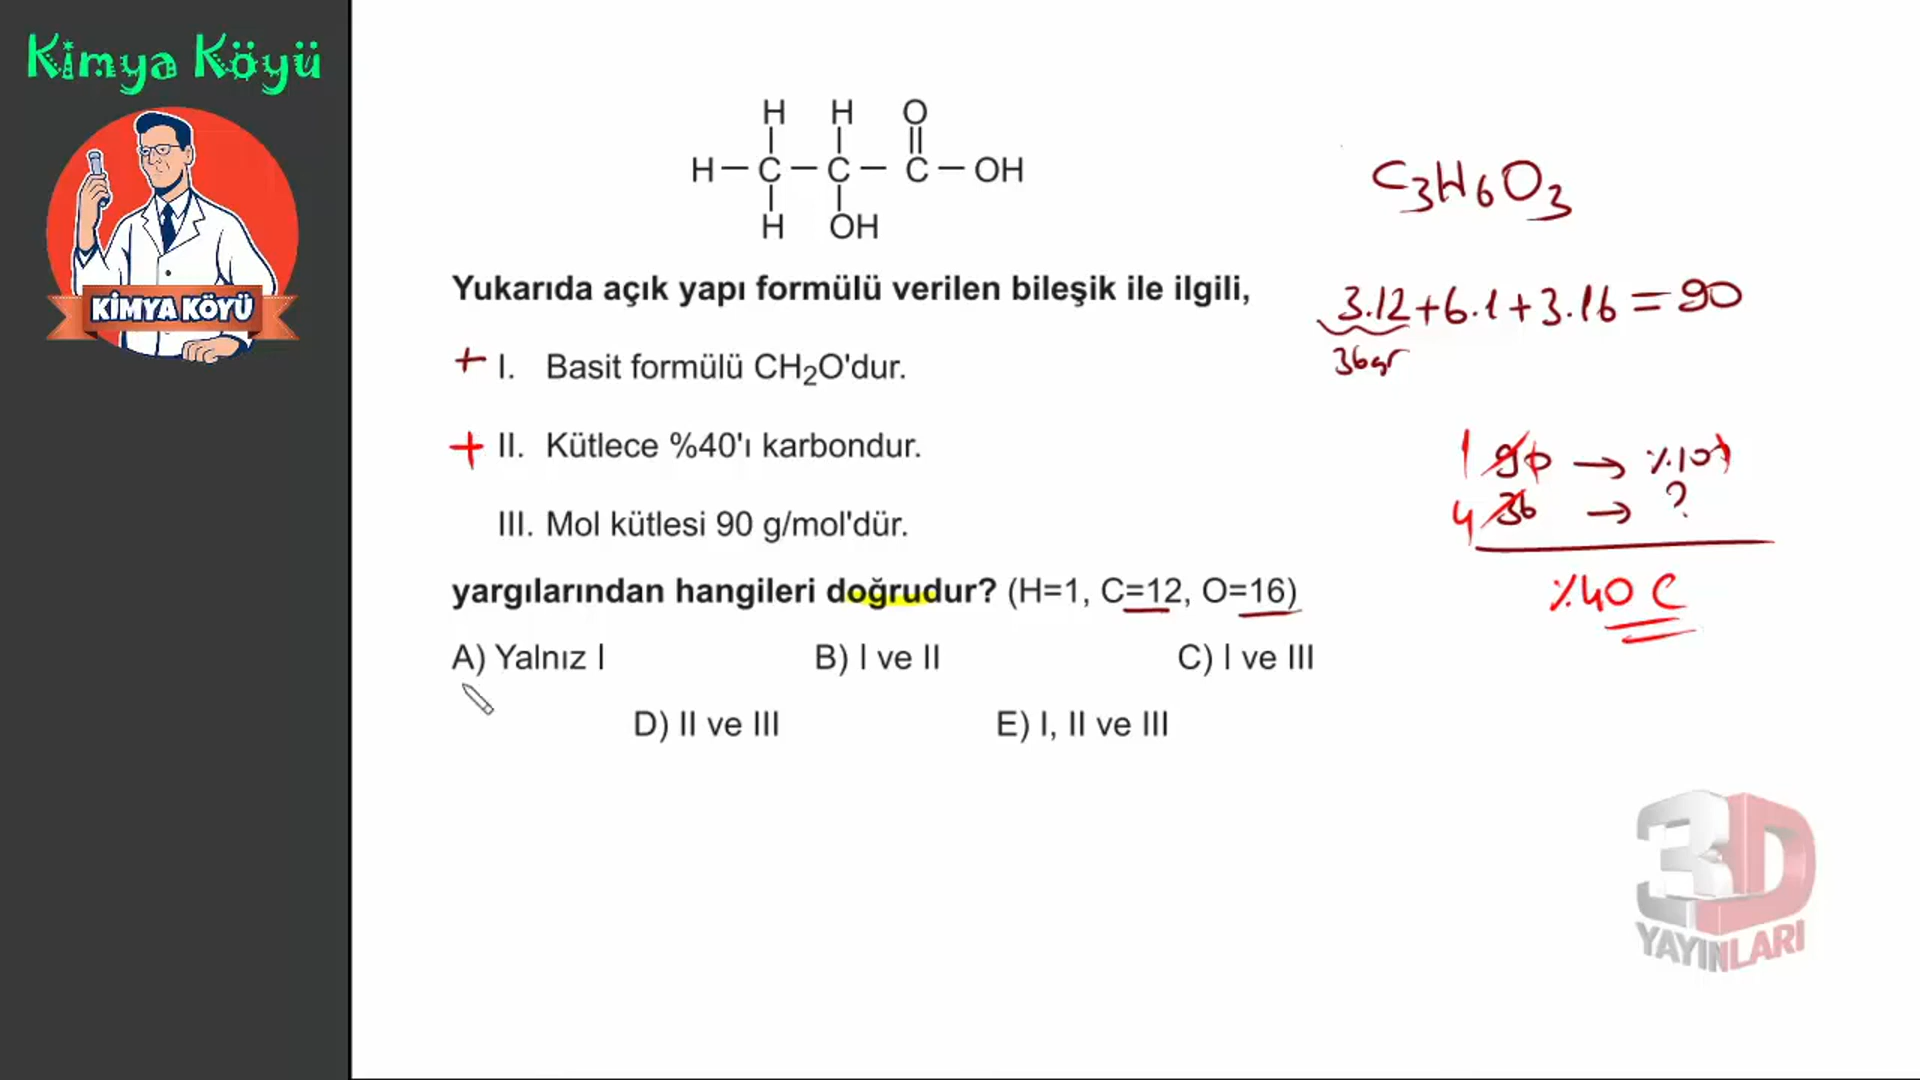 Kimya Köyü
KİMYA KÖYÜ
H H O
H – C – C – C – OH
H OH
C3H6O3
Yukarıda açık yapı formülü verilen bileşik ile ilgili,
3.12+6.1+3.16=90
36gr
+ I. Basit formülü CH₂O'dur.
+ II. Kütlece %40'ı karbondur.
1 90 → %100
4 36 → ?
III. Mol kütlesi 90 g/mol'dür.
yargılarından hangileri doğrudur? (H=1, C=12, O=16)
%40 C
A) Yalnız I B) I ve II C) I ve III
D) II ve III E) I, II ve III
3D
YAYINLARI